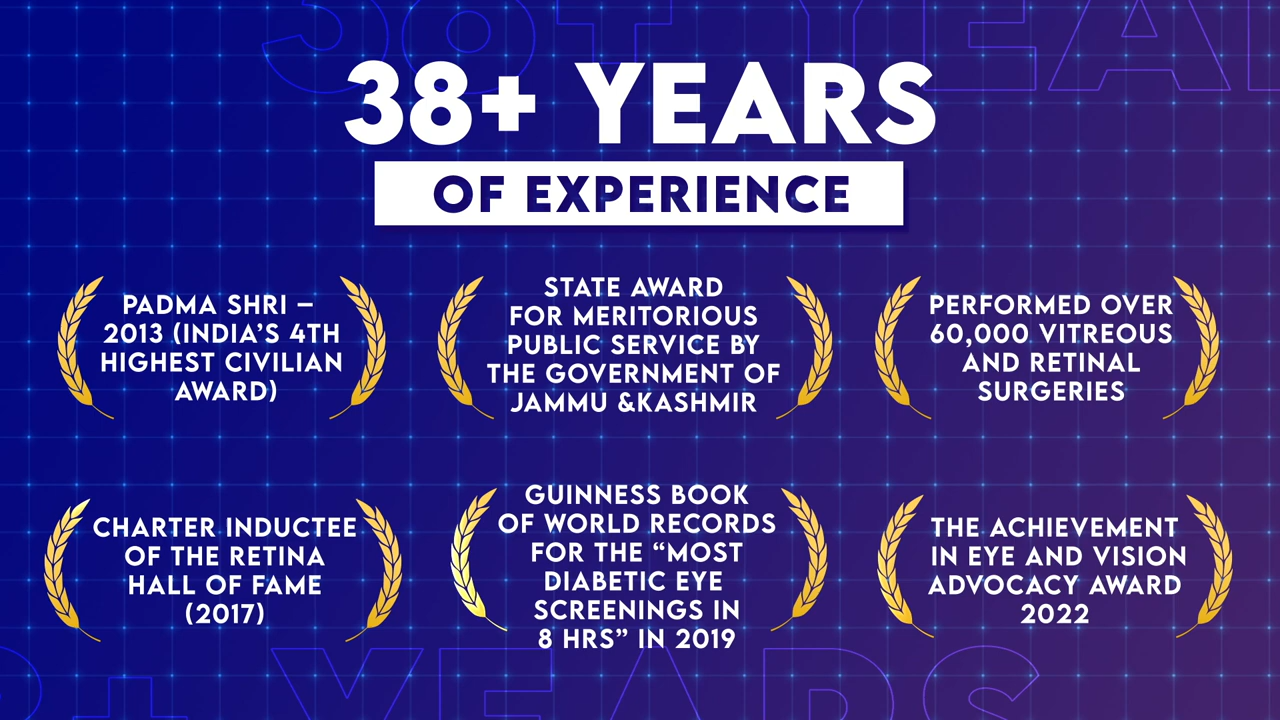 38+ YEARS
OF EXPERIENCE
PADMA SHRI –
2013 (INDIA'S 4TH
HIGHEST CIVILIAN
AWARD)
STATE AWARD
FOR MERITORIOUS
PUBLIC SERVICE BY
THE GOVERNMENT OF
JAMMU &KASHMIR
PERFORMED OVER
60,000 VITREOUS
AND RETINAL
SURGERIES
CHARTER INDUCTEE
OF THE RETINA
HALL OF FAME
(2017)
GUINNESS BOOK
OF WORLD RECORDS
FOR THE “MOST
DIABETIC EYE
SCREENINGS IN
8 HRS” IN 2019
THE ACHIEVEMENT
IN EYE AND VISION
ADVOCACY AWARD
2022